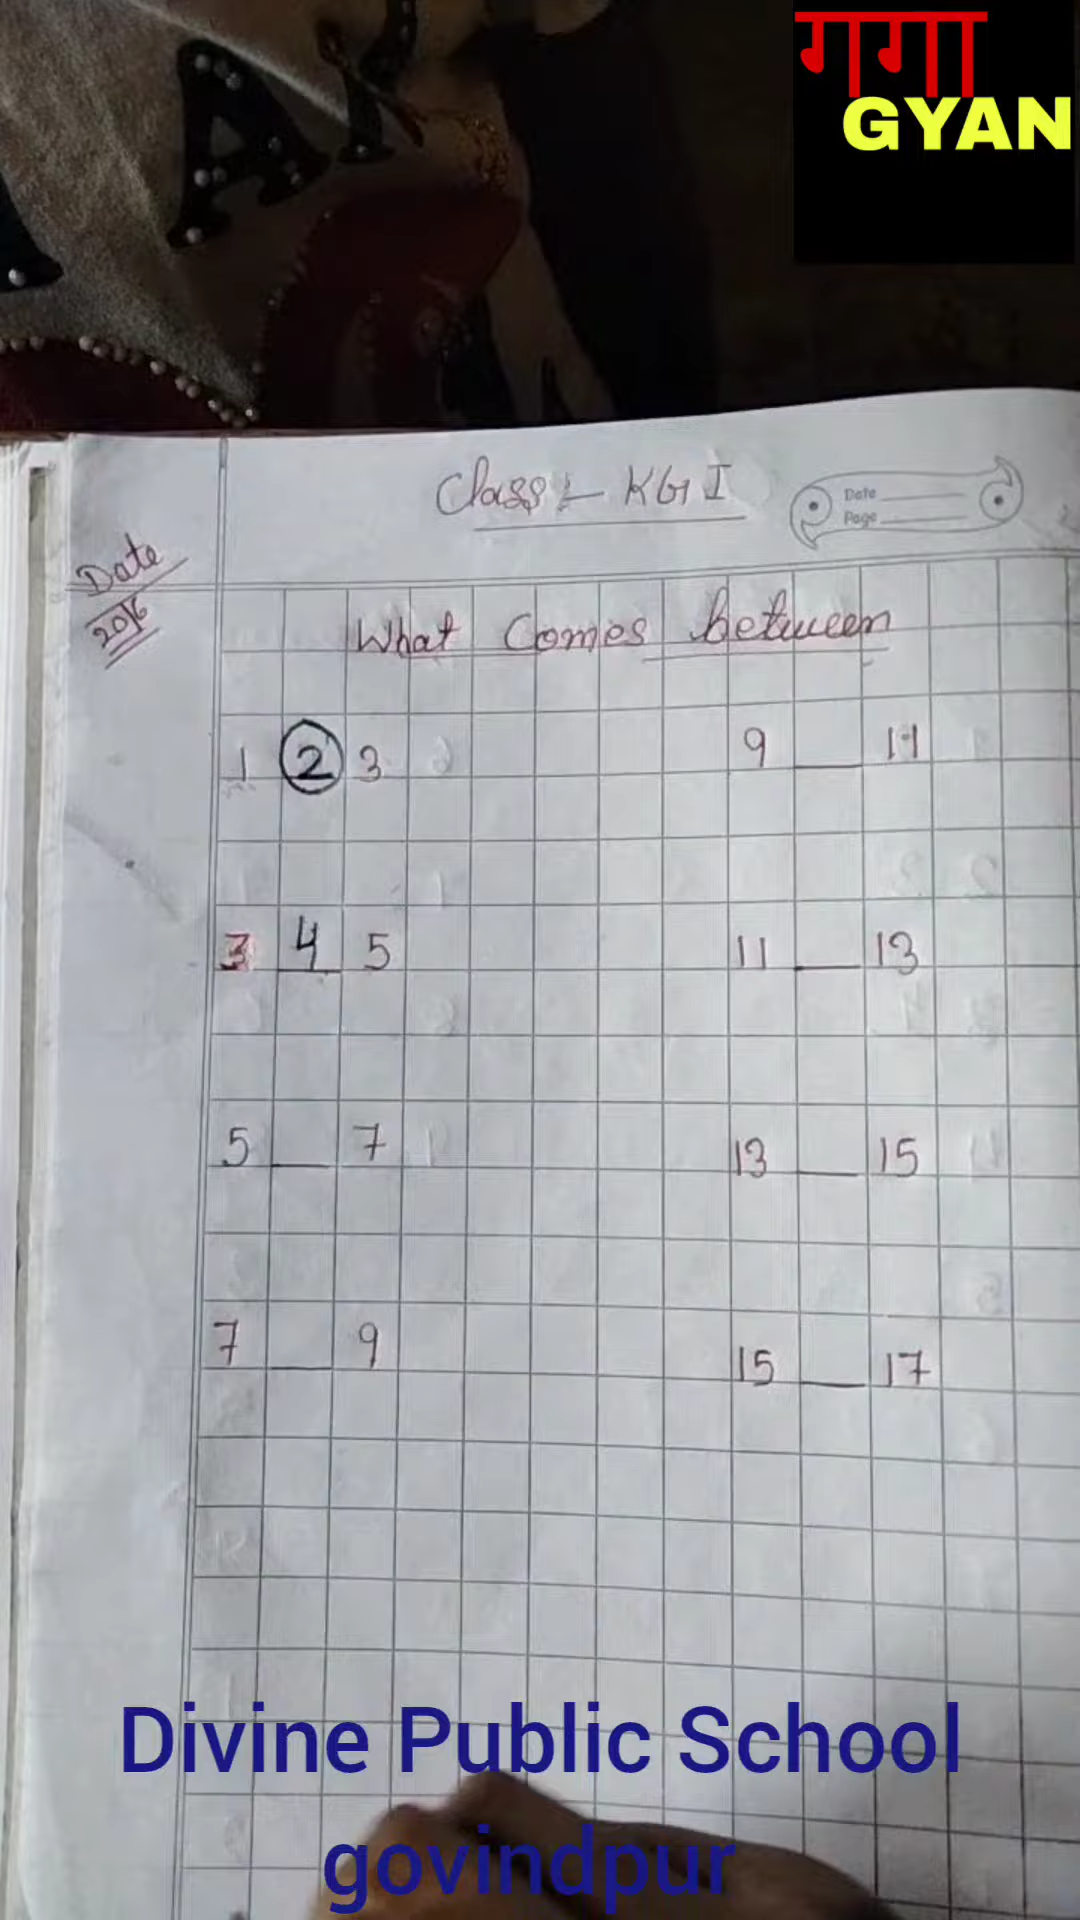 गगा
GYAN
Class:- KG I
Date
Page
Date
20/6
What Comes between
1 2 3
9 __ 11
3 4 5
11 __ 13
5 __ 7
13 __ 15
7 __ 9
15 __ 17
Divine Public School
govindpur